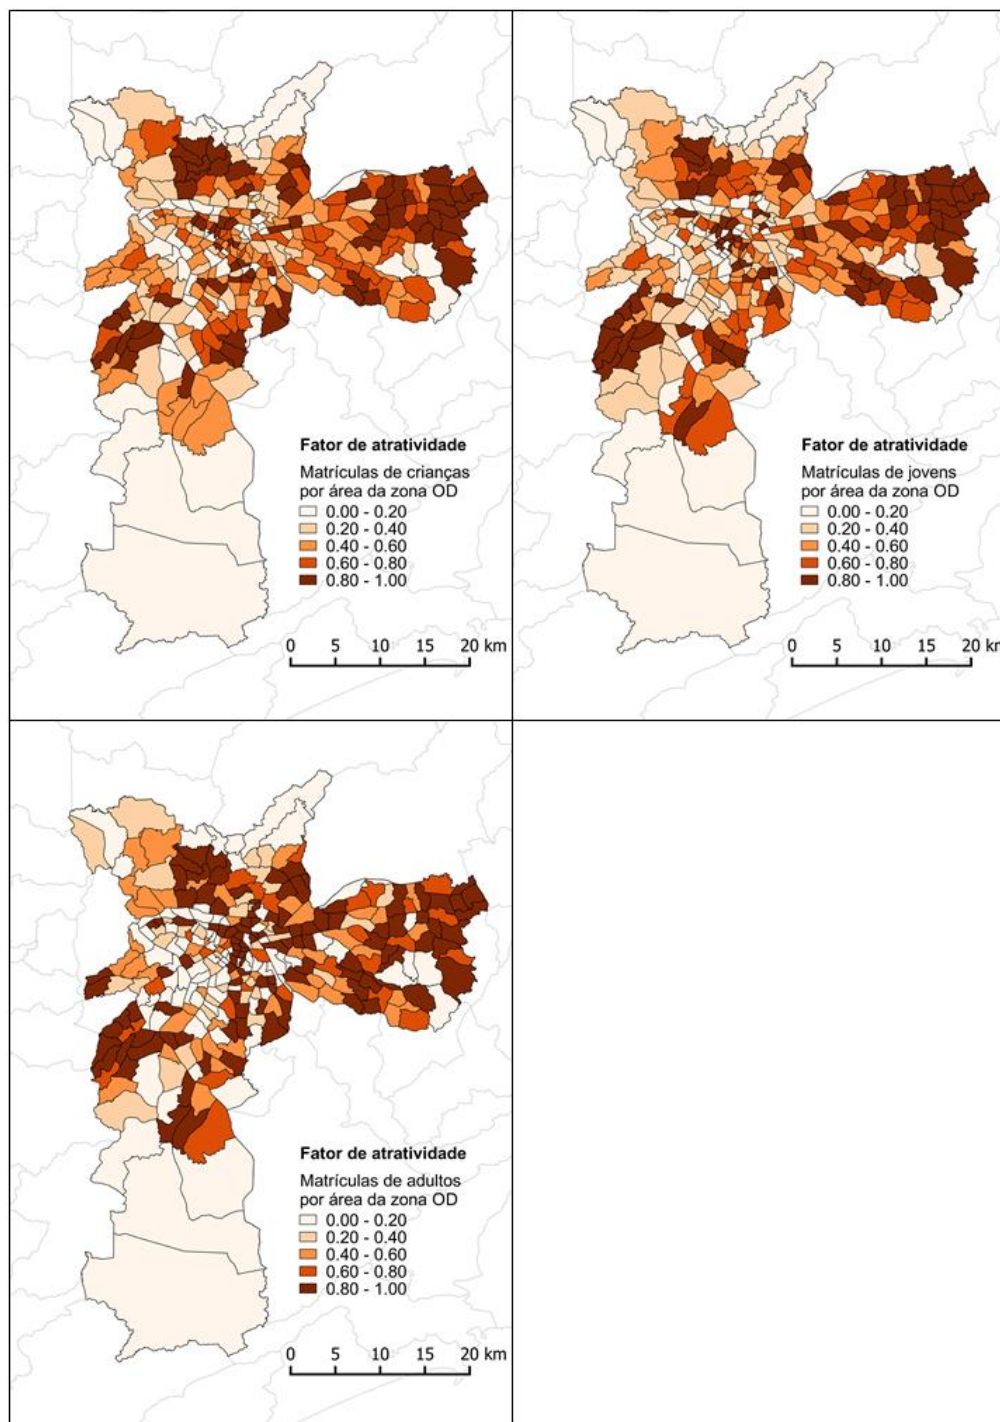 Fator de atratividade
Matrículas de crianças
por área da zona OD
0.00 - 0.20
0.20 - 0.40
0.40 - 0.60
0.60 - 0.80
0.80 - 1.00
0 5 10 15 20 km
Fator de atratividade
Matrículas de jovens
por área da zona OD
0.00 - 0.20
0.20 - 0.40
0.40 - 0.60
0.60 - 0.80
0.80 - 1.00
0 5 10 15 20 km
Fator de atratividade
Matrículas de adultos
por área da zona OD
0.00 - 0.20
0.20 - 0.40
0.40 - 0.60
0.60 - 0.80
0.80 - 1.00
0 5 10 15 20 km